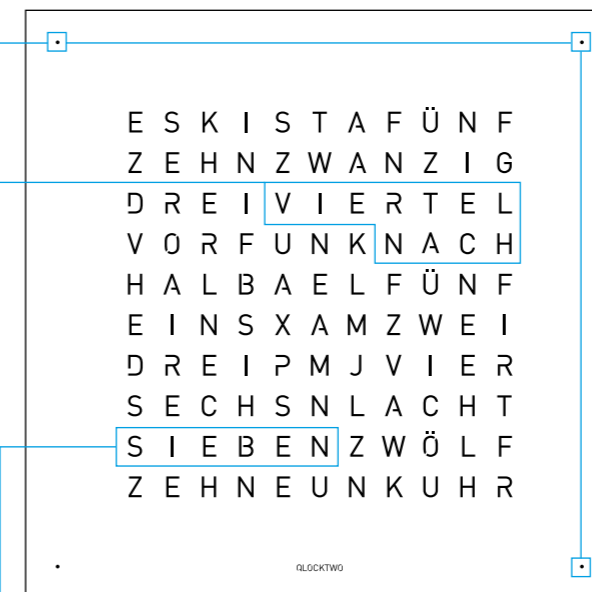 ESKISTAFÜNF
ZEHNZWANZIG
DREIVIERTEL
VORFUNKNACH
HALBAELFÜNF
EINSXAMZWEI
DREIPMJVIER
SECHSNLACHT
SIEBENZWÖLF
ZEHNEUNKUHR
QLOCKTWO